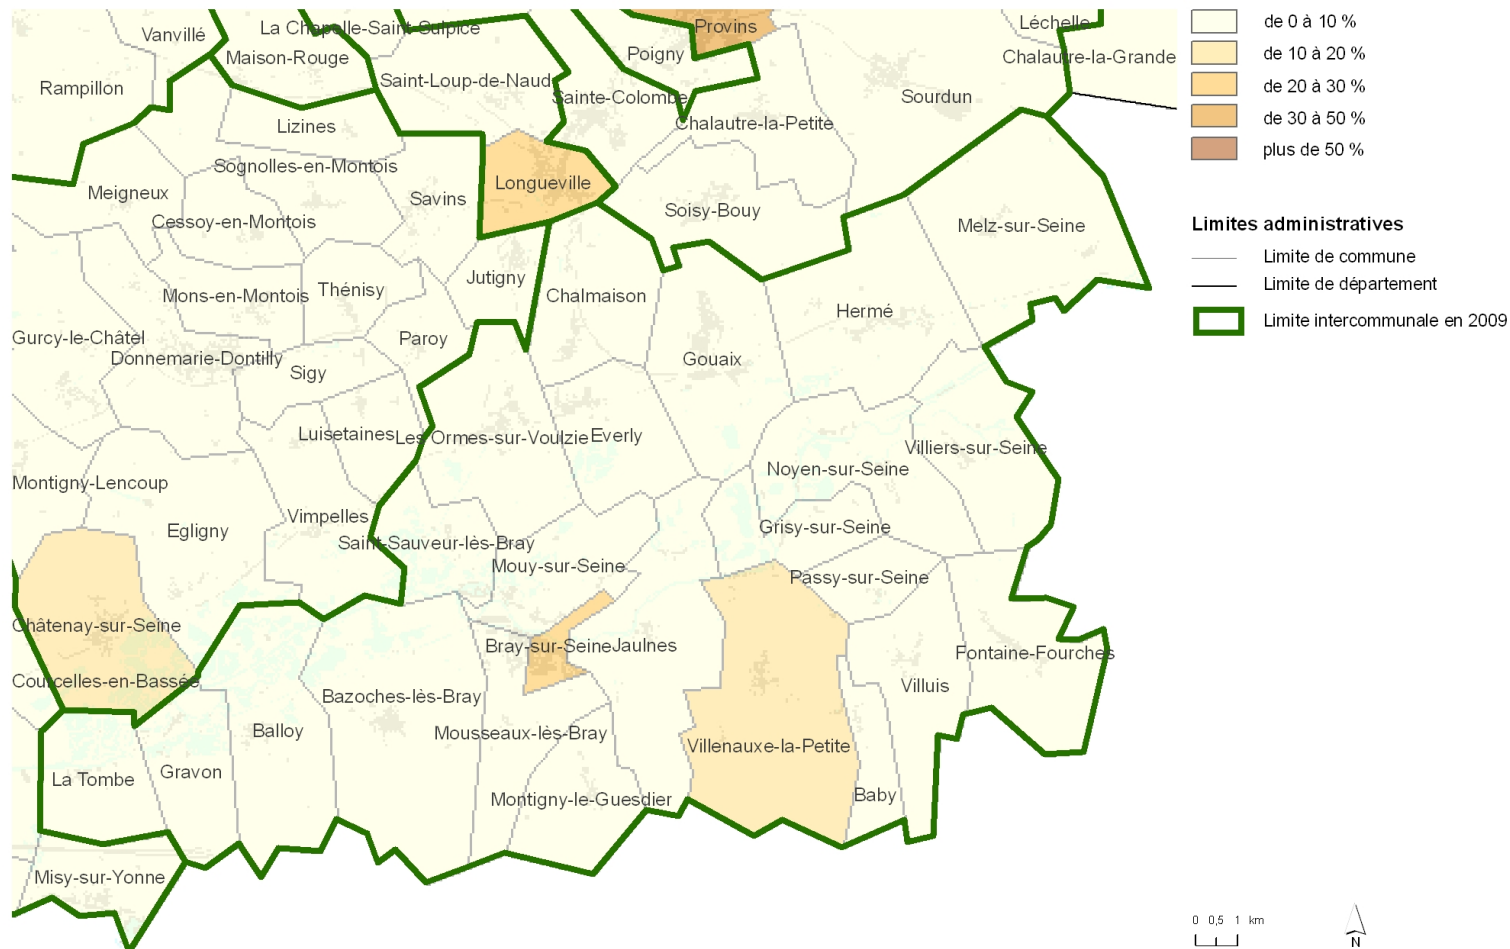 Vanvillé
La Chapelle-Saint-Sulpice
Provins
Léchelle
Maison-Rouge
Poigny
Chalautre-la-Grande
Rampillon
Saint-Loup-de-Naud
Sainte-Colombe
Sourdun
Lizines
Chalautre-la-Petite
Sognolles-en-Montois
Meigneux
Savins
Longueville
Cessoy-en-Montois
Soisy-Bouy
Melz-sur-Seine
Jutigny
Mons-en-Montois
Thénisy
Chalmaison
Hermé
Gurcy-le-Châtel
Paroy
Donnemarie-Dontilly
Gouaix
Sigy
Luisetaines
Les Ormes-sur-Voulzie
Everly
Villiers-sur-Seine
Noyen-sur-Seine
Montigny-Lencoup
Vimpelles
Egligny
Grisy-sur-Seine
Saint-Sauveur-lès-Bray
Mouy-sur-Seine
Passy-sur-Seine
Châtenay-sur-Seine
Bray-sur-Seine
Jaulnes
Fontaine-Fourches
Courcelles-en-Bassée
Villuis
Bazoches-lès-Bray
Balloy
Mousseaux-lès-Bray
Villenauxe-la-Petite
La Tombe
Gravon
Montigny-le-Guesdier
Baby
Misy-sur-Yonne
de 0 à 10 %
de 10 à 20 %
de 20 à 30 %
de 30 à 50 %
plus de 50 %
Limites administratives
Limite de commune
Limite de département
Limite intercommunale en 2009
0 0,5 1 km
N